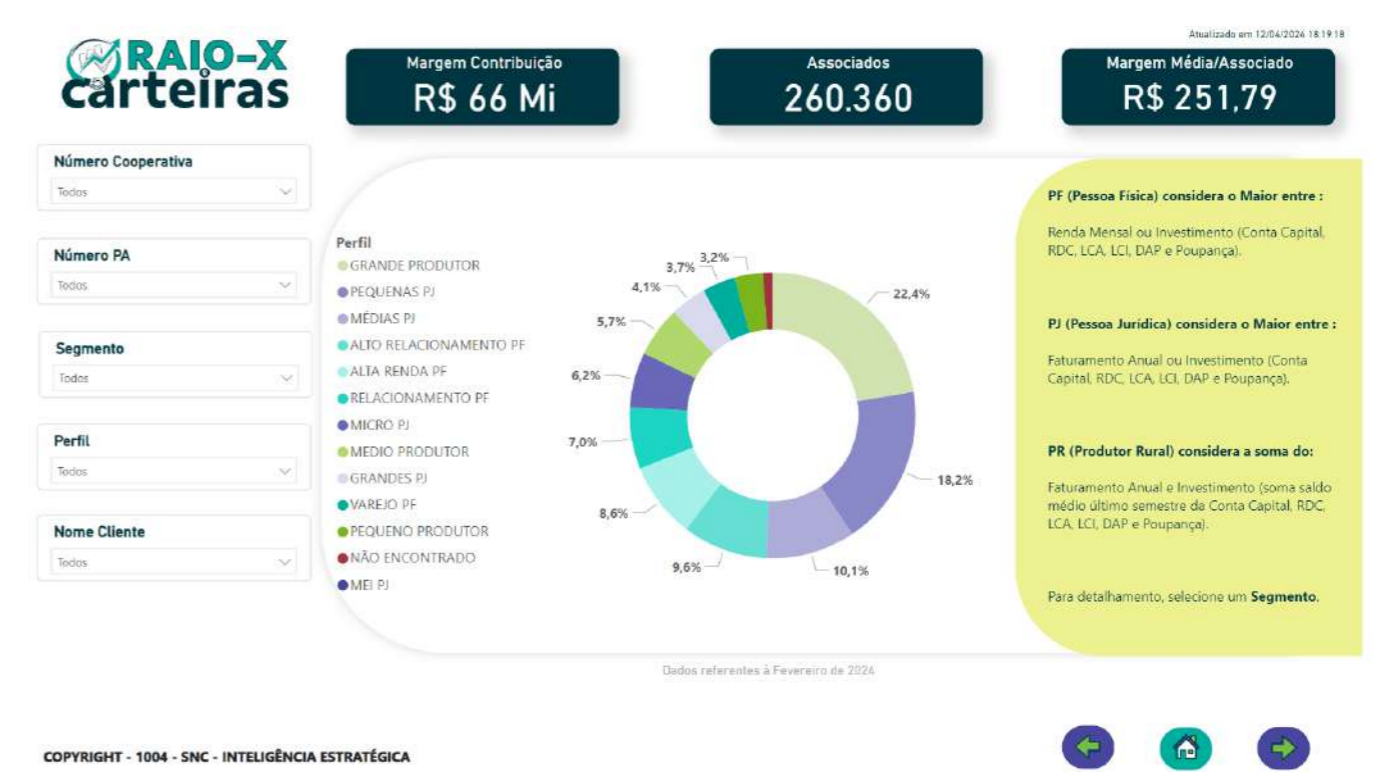 RAIO-X
carteiras
Atualizado em 12/04/2024 18:19:18
Margem Contribuição
R$ 66 Mi
Associados
260.360
Margem Média/Associado
R$ 251,79
Número Cooperativa
Todos
Número PA
Todos
Segmento
Todos
Perfil
Todos
Nome Cliente
Todos
Perfil
GRANDE PRODUTOR
PEQUENAS PJ
MÉDIAS PJ
ALTO RELACIONAMENTO PF
ALTA RENDA PF
RELACIONAMENTO PF
MICRO PJ
MEDIO PRODUTOR
GRANDES PJ
VAREJO PF
PEQUENO PRODUTOR
NÃO ENCONTRADO
MEI PJ
22,4%
18,2%
10,1%
9,6%
8,6%
7,0%
6,2%
5,7%
4,1%
3,7%
3,2%
PF (Pessoa Física) considera o Maior entre :
Renda Mensal ou Investimento (Conta Capital,
RDC, LCA, LCI, DAP e Poupança).
PJ (Pessoa Jurídica) considera o Maior entre :
Faturamento Anual ou Investimento (Conta
Capital, RDC, LCA, LCI, DAP e Poupança).
PR (Produtor Rural) considera a soma do:
Faturamento Anual e Investimento (soma saldo
médio último semestre da Conta Capital, RDC,
LCA, LCI, DAP e Poupança).
Para detalhamento, selecione um Segmento.
Dados referentes à Fevereiro de 2024
COPYRIGHT - 1004 - SNC - INTELIGÊNCIA ESTRATÉGICA